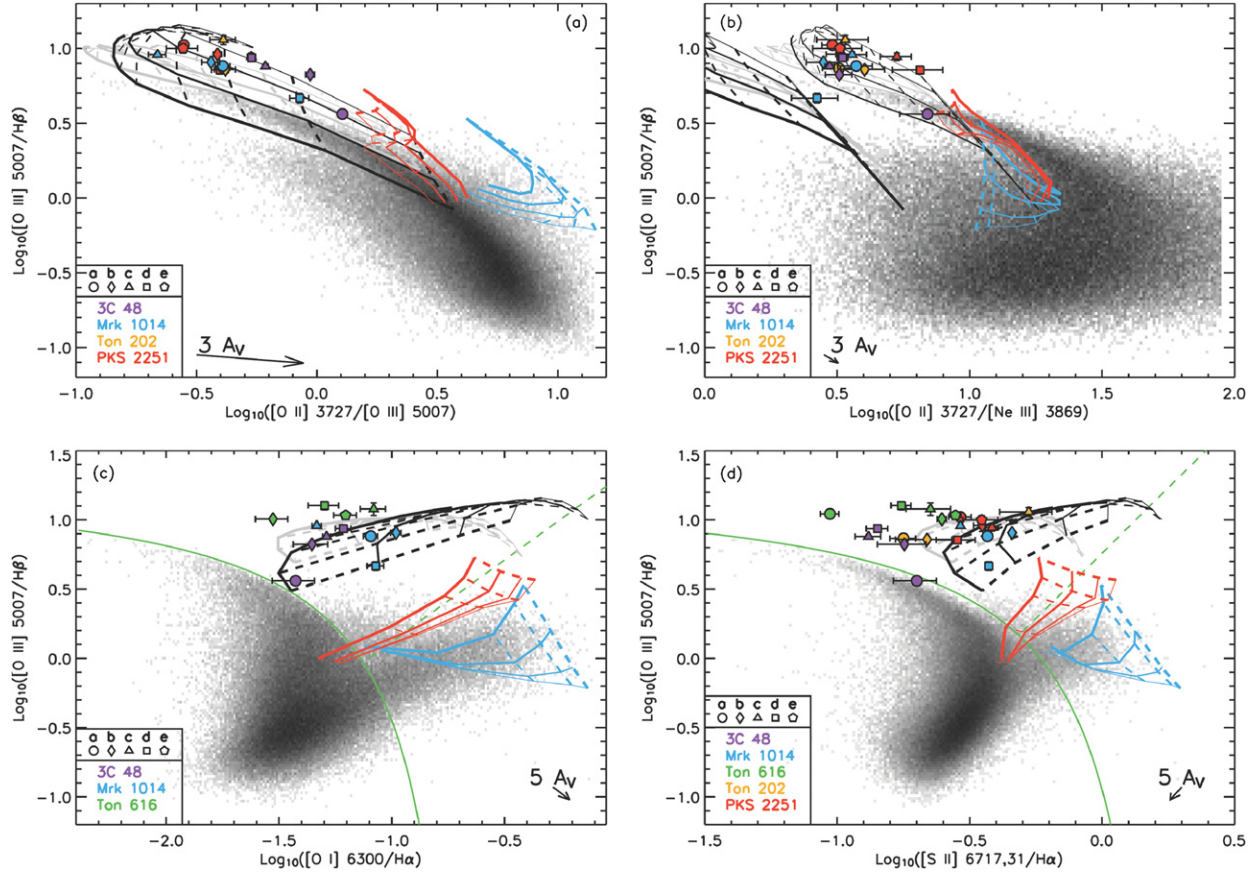 (a)
1.0
0.5
0.0
-0.5
-1.0
Log10([O III] 5007/Hβ)
a b c d e
3C 48
Mrk 1014
Ton 202
PKS 2251
3 AV
-1.0 -0.5 0.0 0.5 1.0
Log10([O II] 3727/[O III] 5007)
(b)
1.0
0.5
0.0
-0.5
-1.0
Log10([O III] 5007/Hβ)
a b c d e
3C 48
Mrk 1014
Ton 202
PKS 2251
3 AV
0.0 0.5 1.0 1.5 2.0
Log10([O II] 3727/[Ne III] 3869)
(c)
1.5
1.0
0.5
0.0
-0.5
-1.0
Log10([O III] 5007/Hβ)
a b c d e
3C 48
Mrk 1014
Ton 616
5 AV
-2.0 -1.5 -1.0 -0.5
Log10([O I] 6300/Hα)
(d)
1.5
1.0
0.5
0.0
-0.5
-1.0
Log10([O III] 5007/Hβ)
a b c d e
3C 48
Mrk 1014
Ton 616
Ton 202
PKS 2251
5 AV
-1.5 -1.0 -0.5 0.0 0.5
Log10([S II] 6717,31/Hα)